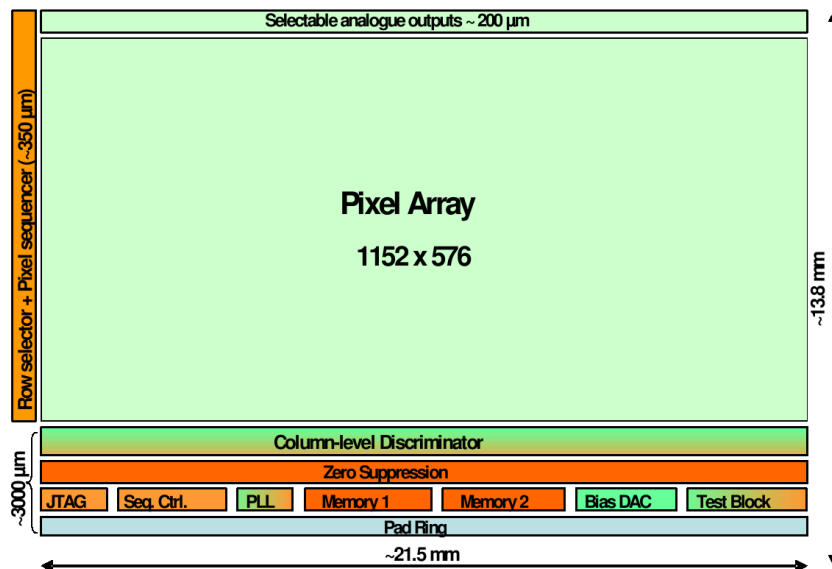 Selectable analogue outputs ~ 200 µm
Row selector + Pixel sequencer (~350 µm)
Pixel Array
1152 x 576
~13.8 mm
Column-level Discriminator
Zero Suppression
~3000 µm
JTAG
Seq. Ctrl.
PLL
Memory 1
Memory 2
Bias DAC
Test Block
Pad Ring
~21.5 mm